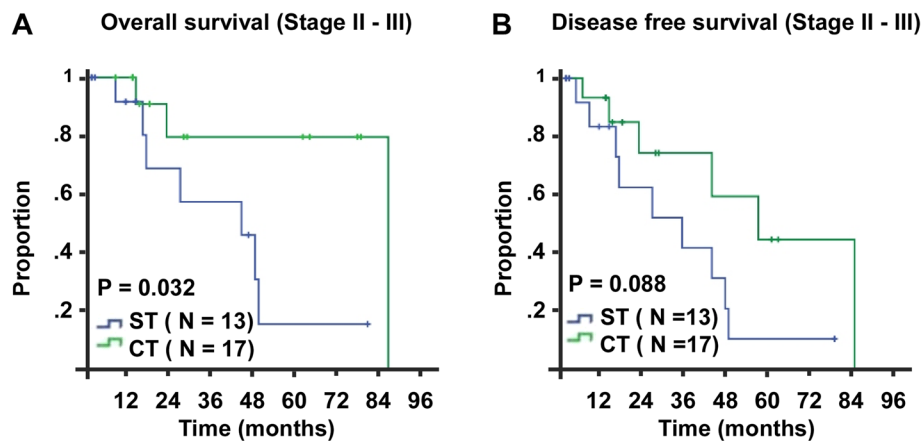 A Overall survival (Stage II - III)
Proportion
1
.8
.6
.4
.2
P = 0.032
ST ( N = 13)
CT ( N = 17)
12 24 36 48 60 72 84 96
Time (months)
B Disease free survival (Stage II - III)
Proportion
1
.8
.6
.4
.2
P = 0.088
ST ( N =13)
CT ( N =17)
12 24 36 48 60 72 84 96
Time (months)